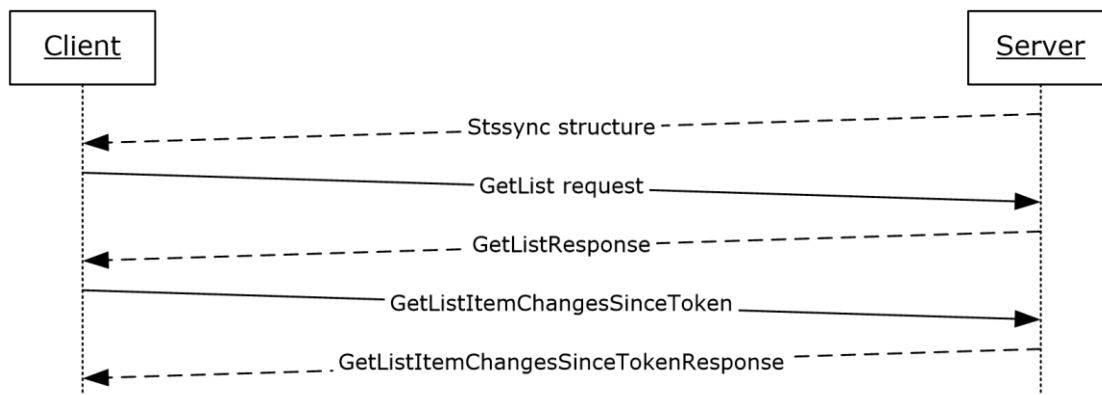 Client
Server
Stssync structure
GetList request
GetListResponse
GetListItemChangesSinceToken
GetListItemChangesSinceTokenResponse